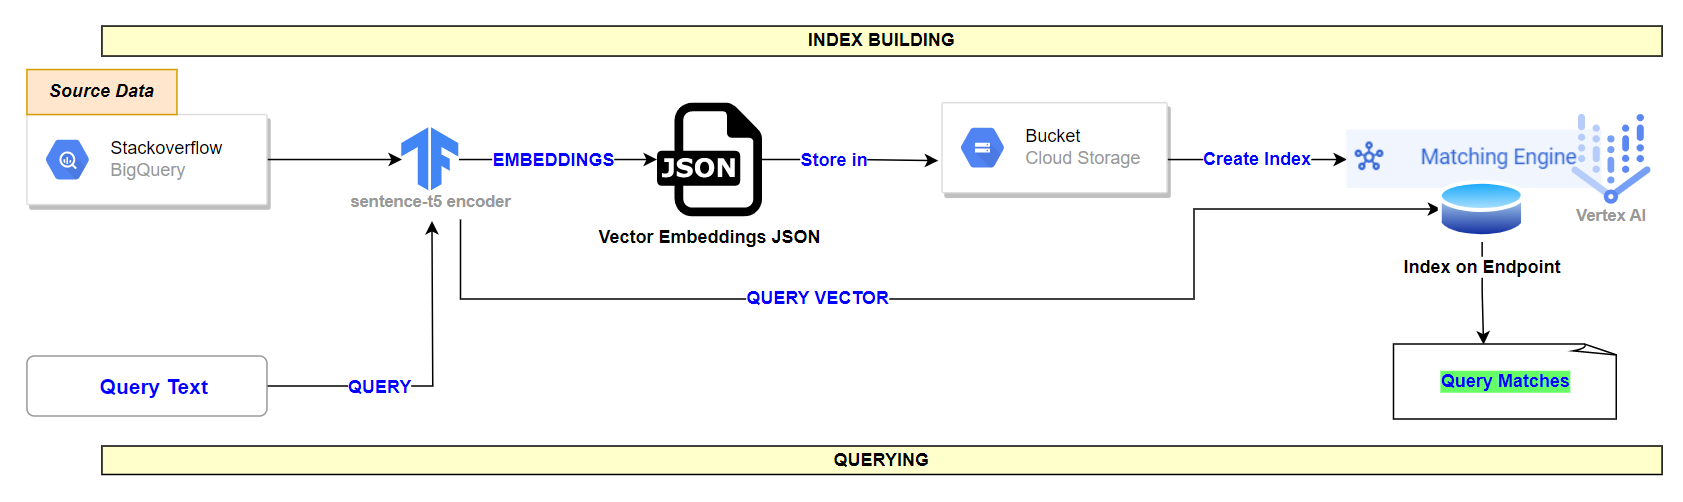 INDEX BUILDING
Source Data
Stackoverflow
BigQuery
sentence-t5 encoder
EMBEDDINGS
JSON
Vector Embeddings JSON
Store in
Bucket
Cloud Storage
Create Index
Matching Engine
Vertex AI
Index on Endpoint
QUERY VECTOR
Query Text
QUERY
Query Matches
QUERYING